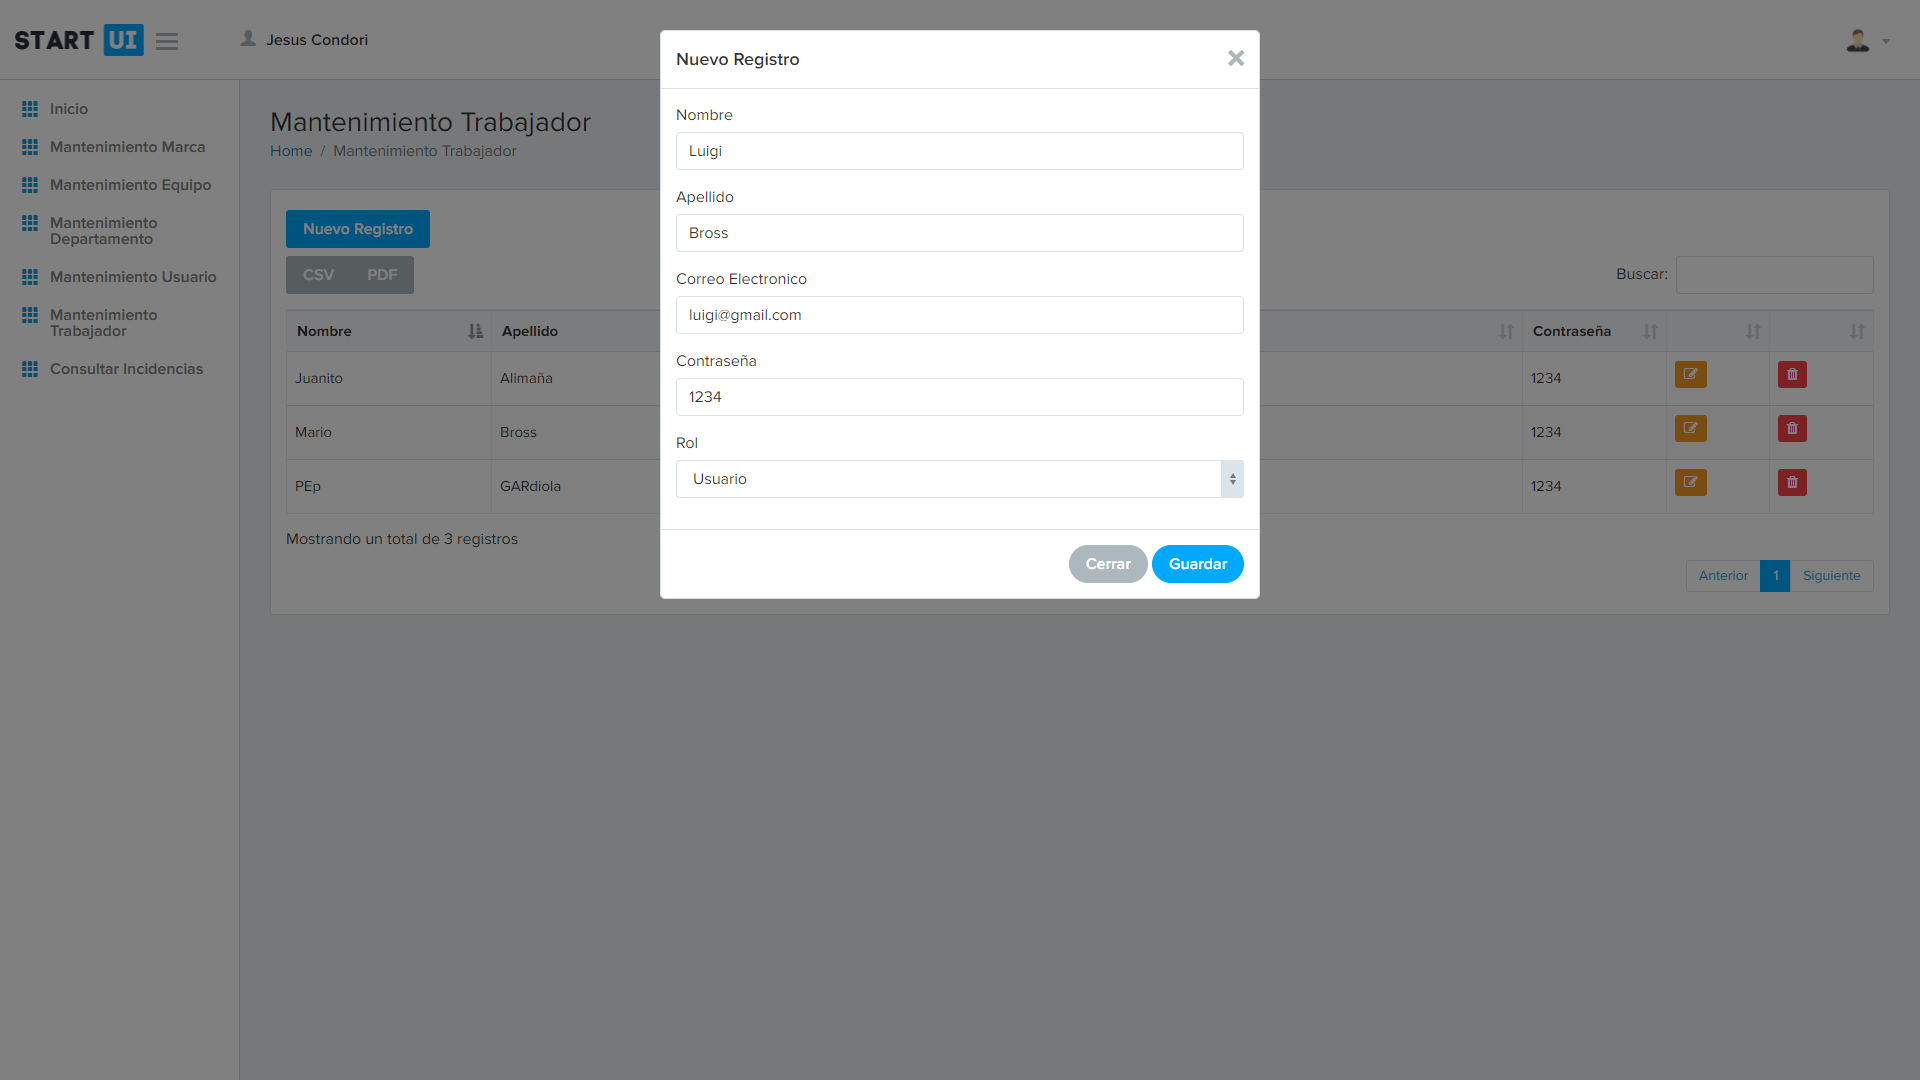 START UI
Jesus Condori
Inicio
Mantenimiento Marca
Mantenimiento Equipo
Mantenimiento
Departamento
Mantenimiento Usuario
Mantenimiento
Trabajador
Consultar Incidencias
Mantenimiento Trabajador
Home / Mantenimiento Trabajador
Nuevo Registro
CSV PDF
Buscar:
Nombre Apellido Contraseña
Juanito Alimaña 1234
Mario Bross 1234
PEp GARdiola 1234
Mostrando un total de 3 registros
Anterior 1 Siguiente
Nuevo Registro ×
Nombre
Luigi
Apellido
Bross
Correo Electronico
luigi@gmail.com
Contraseña
1234
Rol
Usuario
Cerrar Guardar